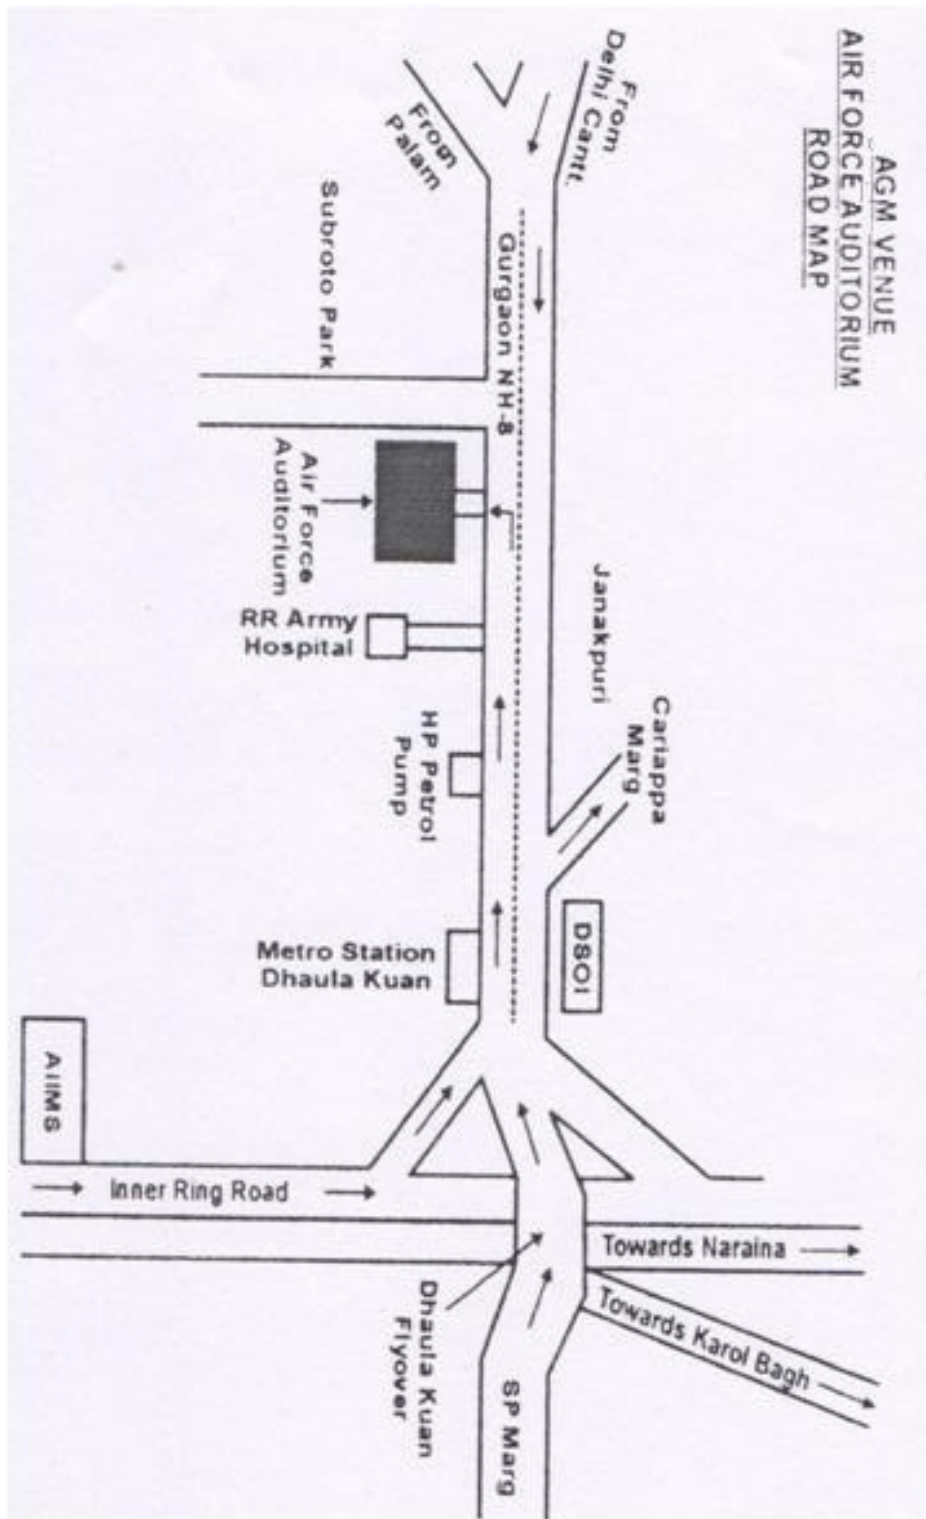 AGM VENUE
AIR FORCE AUDITORIUM
ROAD MAP
From
Delhi Cantt.
From
Palam
Subroto Park
Gurgaon NH-8
Air Force
Auditorium
RR Army
Hospital
Janakpuri
Cariappa
Marg
HP Petrol
Pump
DSOI
Metro Station
Dhaula Kuan
AIIMS
Inner Ring Road
Towards Naraina
Towards Karol Bagh
Dhaula Kuan
Flyover
SP Marg